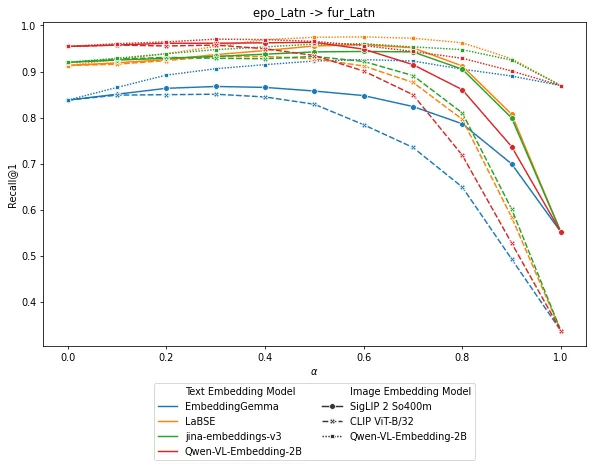 epo_Latn -> fur_Latn
Recall@1
1.0
0.9
0.8
0.7
0.6
0.5
0.4
0.0 0.2 0.4 0.6 0.8 1.0
α
Text Embedding Model
EmbeddingGemma
LaBSE
jina-embeddings-v3
Qwen-VL-Embedding-2B
Image Embedding Model
SigLIP 2 So400m
CLIP ViT-B/32
Qwen-VL-Embedding-2B